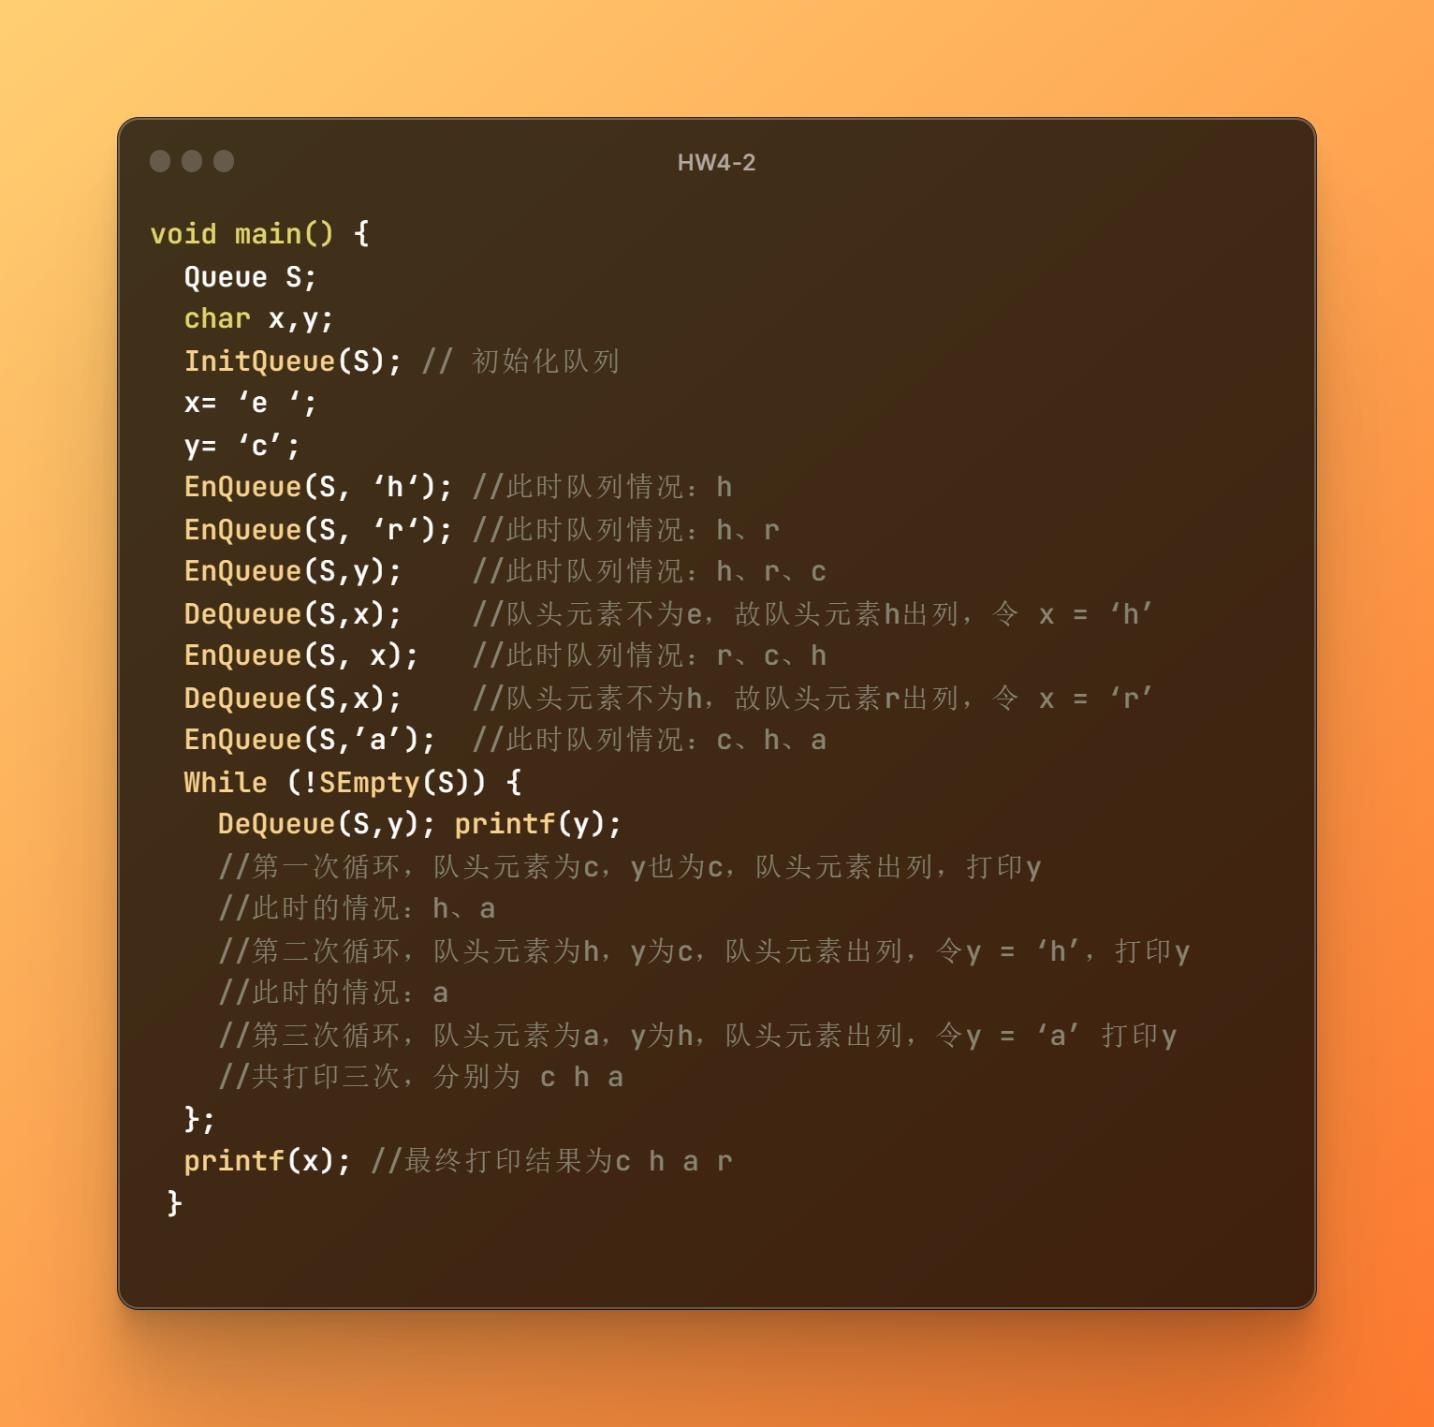 HW4-2
void main() {
Queue S;
char x,y;
InitQueue(S); // 初始化队列
x= ‘e ‘;
y= ‘c’;
EnQueue(S, ‘h‘); //此时队列情况：h
EnQueue(S, ‘r‘); //此时队列情况：h、r
EnQueue(S,y); //此时队列情况：h、r、c
DeQueue(S,x); //队头元素不为e，故队头元素h出列，令 x = ‘h’
EnQueue(S, x); //此时队列情况：r、c、h
DeQueue(S,x); //队头元素不为h，故队头元素r出列，令 x = ‘r’
EnQueue(S,’a’); //此时队列情况：c、h、a
While (!SEmpty(S)) {
DeQueue(S,y); printf(y);
//第一次循环，队头元素为c，y也为c，队头元素出列，打印y
//此时的情况：h、a
//第二次循环，队头元素为h，y为c，队头元素出列，令y = ‘h’，打印y
//此时的情况：a
//第三次循环，队头元素为a，y为h，队头元素出列，令y = ‘a’ 打印y
//共打印三次，分别为 c h a
};
printf(x); //最终打印结果为c h a r
}